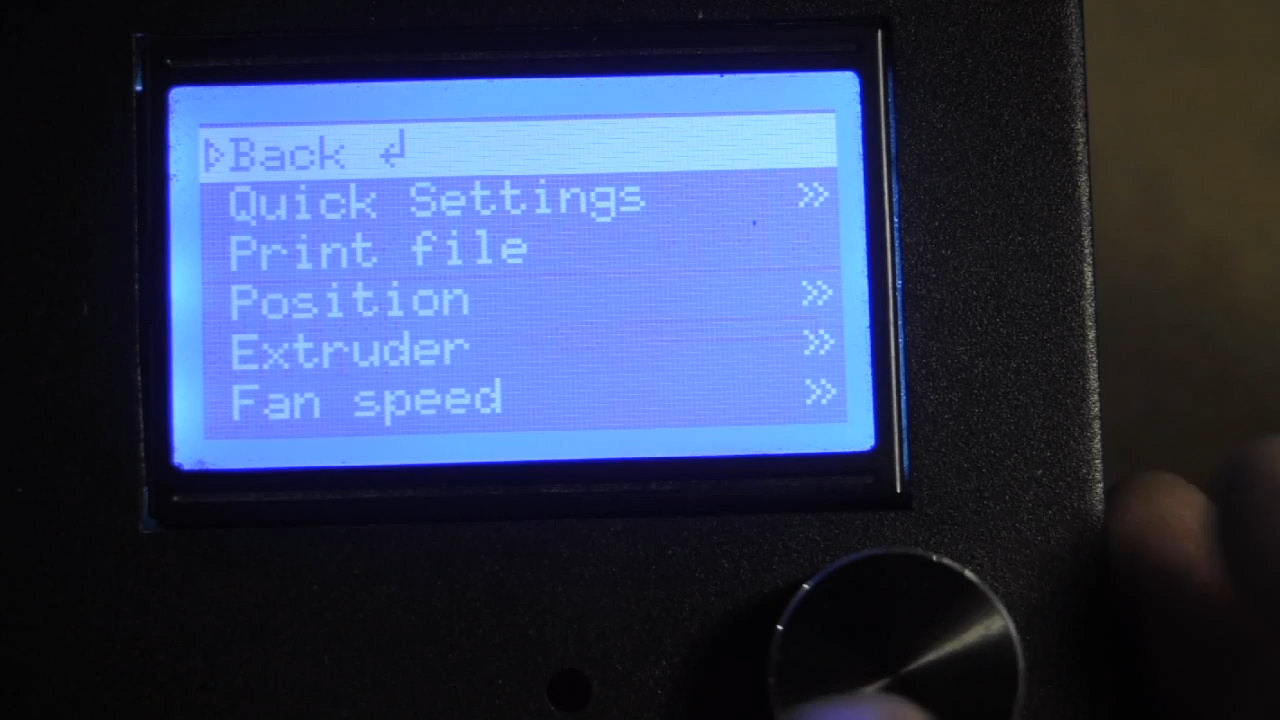 Back ↲
Quick Settings »
Print file
Position »
Extruder »
Fan speed »